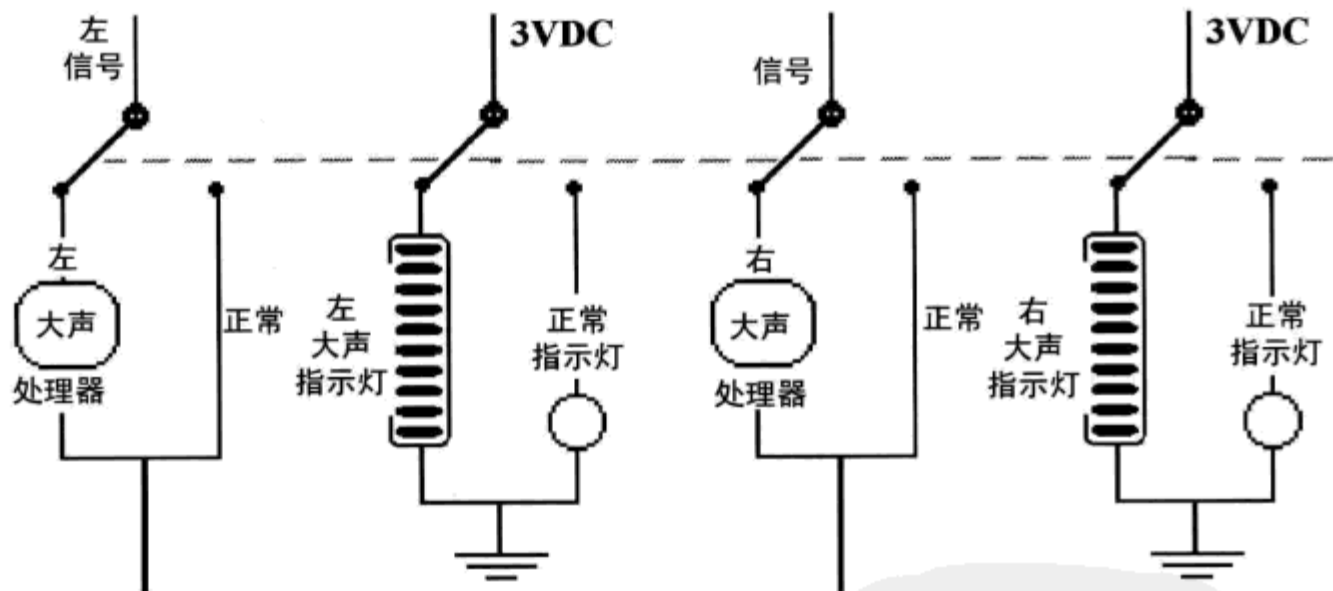 左
信号
3VDC
信号
3VDC
左
大声
处理器
正常
左
大声
指示灯
正常
指示灯
右
大声
处理器
正常
右
大声
指示灯
正常
指示灯